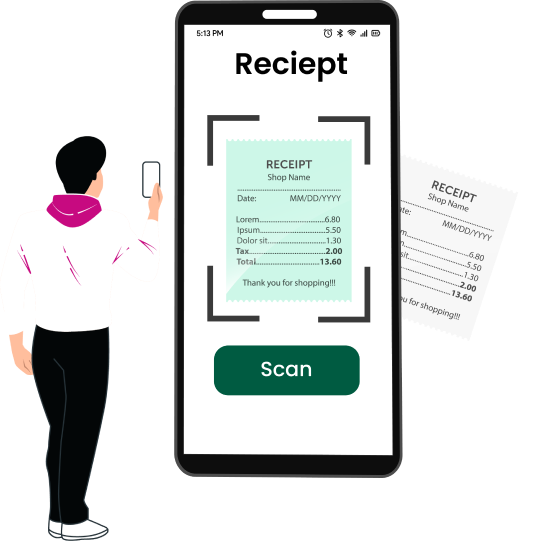 5:13 PM
Reciept
RECEIPT
Shop Name
Date: MM/DD/YYYY
Lorem......................................6.80
Ipsum......................................5.50
Dolor sit...................................1.30
Tax..........................................2.00
Total.......................................13.60
Thank you for shopping!!!
Scan
RECEIPT
Shop Name
ate: MM/DD/YYYY
m......................6.80
n......................5.50
sit......................1.30
2.00
13.60
ou for shopping!!!